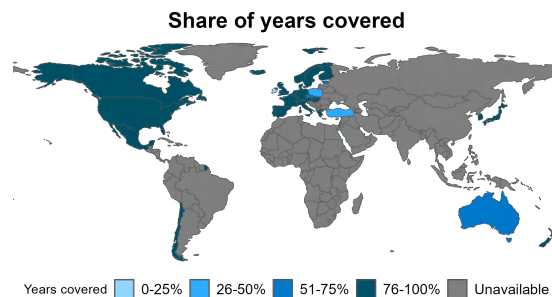 Share of years covered
Years covered 0-25% 26-50% 51-75% 76-100% Unavailable